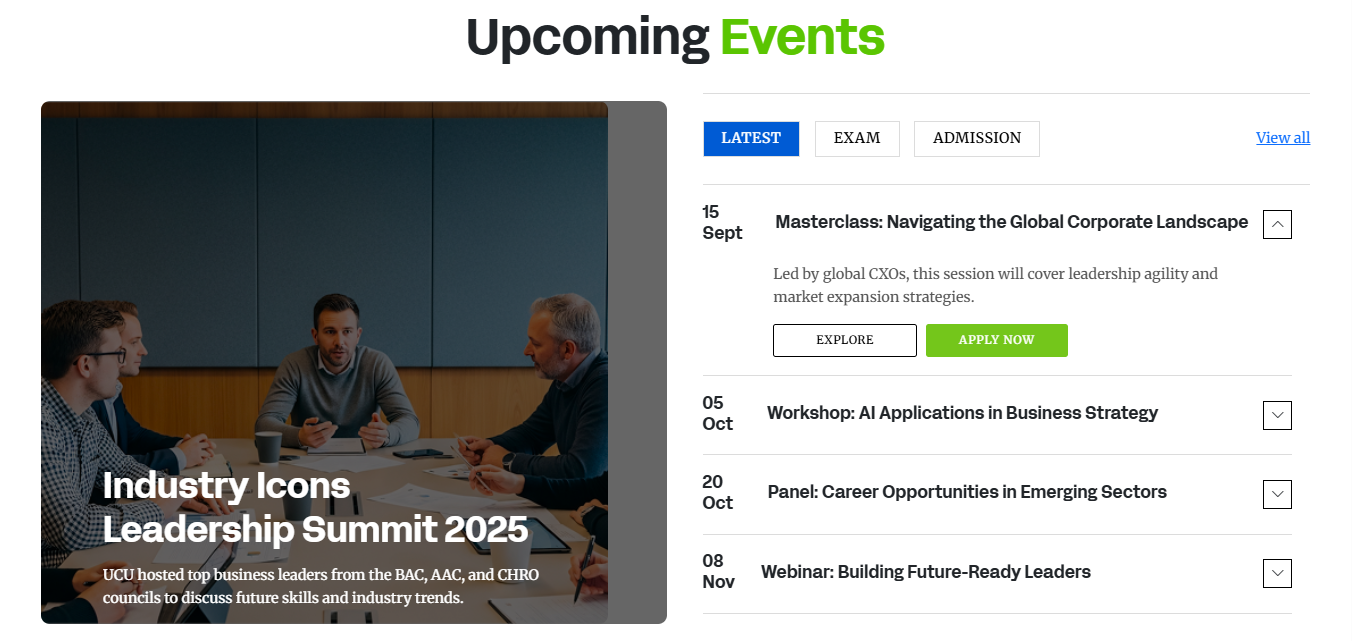 Upcoming Events
Industry Icons
Leadership Summit 2025
UCU hosted top business leaders from the BAC, AAC, and CHRO
councils to discuss future skills and industry trends.
LATEST
EXAM
ADMISSION
View all
15
Sept
Masterclass: Navigating the Global Corporate Landscape
Led by global CXOs, this session will cover leadership agility and
market expansion strategies.
EXPLORE
APPLY NOW
05
Oct
Workshop: AI Applications in Business Strategy
20
Oct
Panel: Career Opportunities in Emerging Sectors
08
Nov
Webinar: Building Future-Ready Leaders